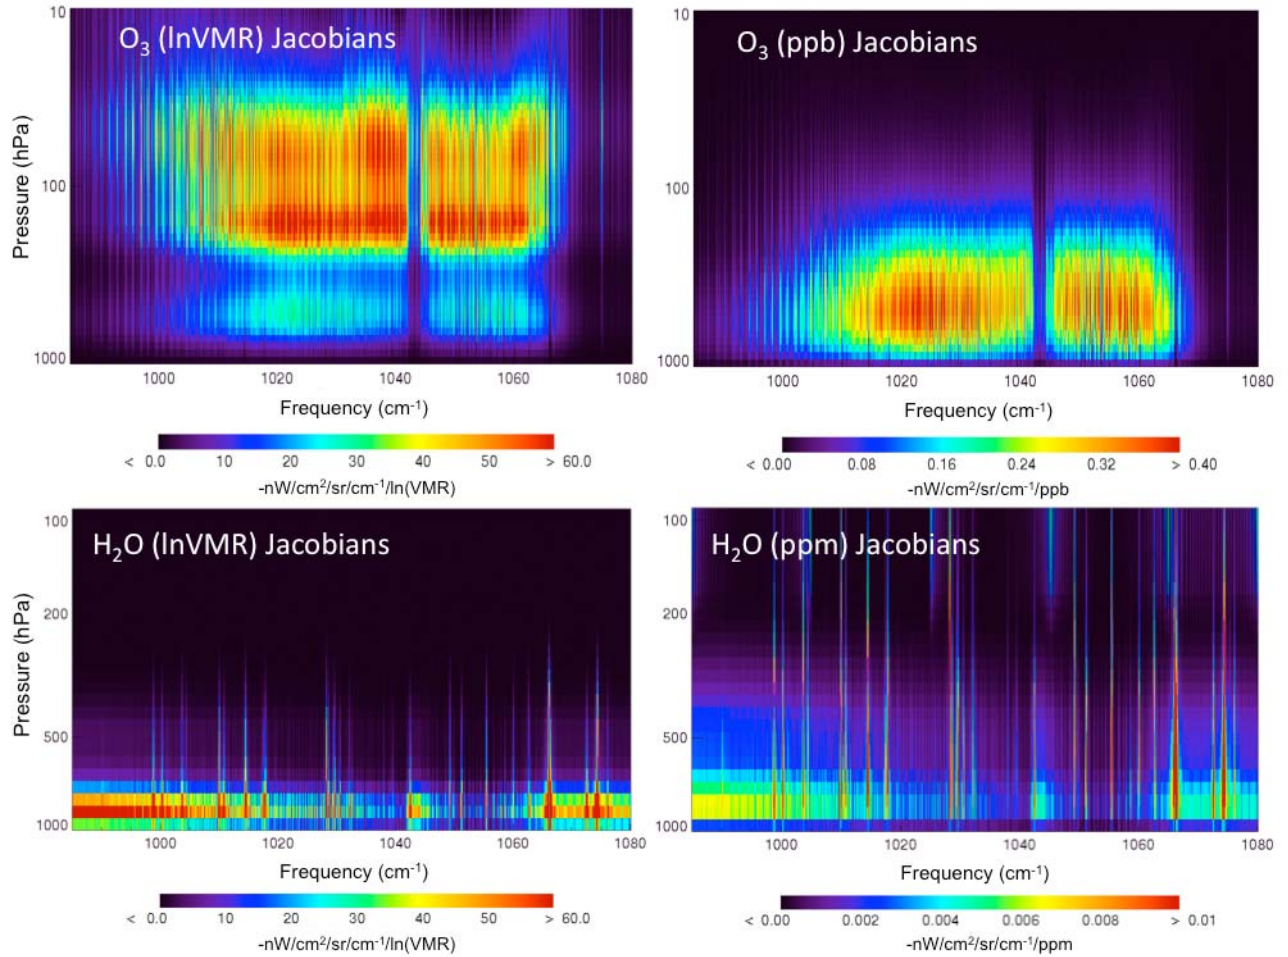 O₃ (lnVMR) Jacobians
10
100
1000
Pressure (hPa)
1000 1020 1040 1060 1080
Frequency (cm⁻¹)
< 0.0 10 20 30 40 50 > 60.0
-nW/cm²/sr/cm⁻¹/ln(VMR)
O₃ (ppb) Jacobians
10
100
1000
1000 1020 1040 1060 1080
Frequency (cm⁻¹)
< 0.00 0.08 0.16 0.24 0.32 > 0.40
-nW/cm²/sr/cm⁻¹/ppb
H₂O (lnVMR) Jacobians
100
200
500
1000
Pressure (hPa)
1000 1020 1040 1060 1080
Frequency (cm⁻¹)
< 0.0 10 20 30 40 50 > 60.0
-nW/cm²/sr/cm⁻¹/ln(VMR)
H₂O (ppm) Jacobians
100
200
500
1000
1000 1020 1040 1060 1080
Frequency (cm⁻¹)
< 0.00 0.002 0.004 0.006 0.008 > 0.01
-nW/cm²/sr/cm⁻¹/ppm